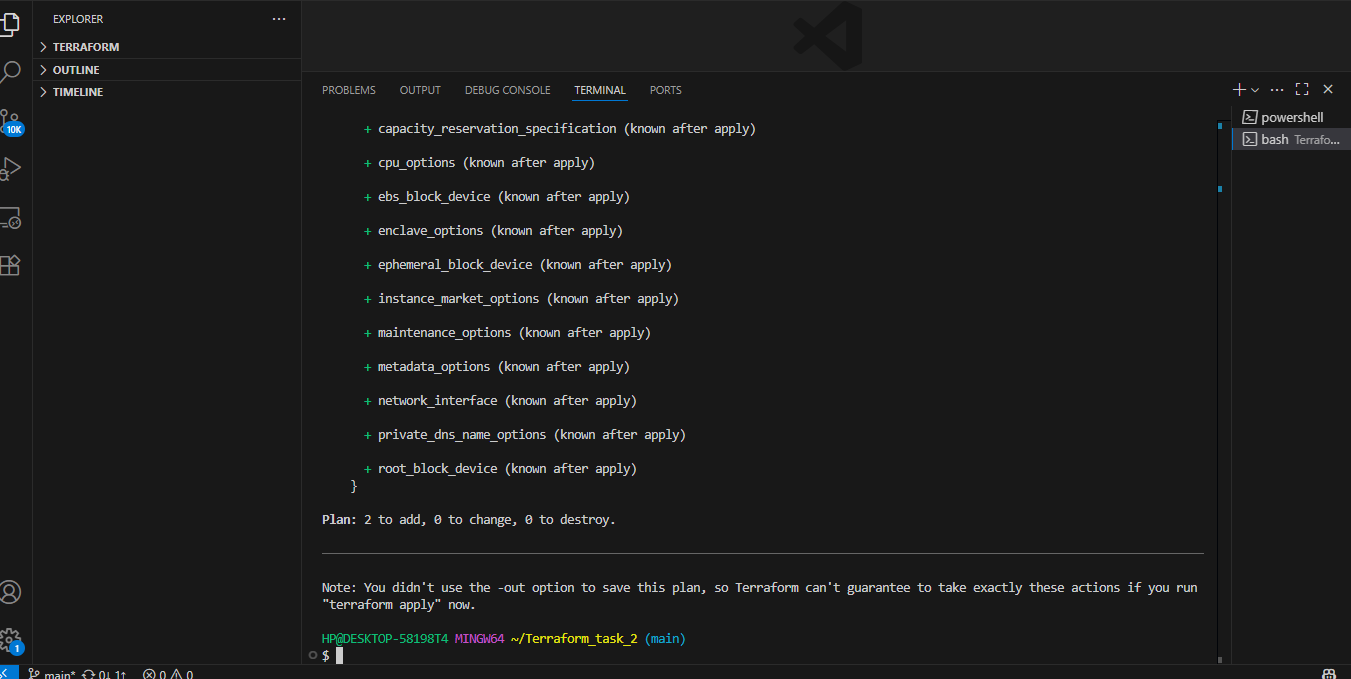 EXPLORER
TERRAFORM
OUTLINE
TIMELINE
10K
1
PROBLEMS OUTPUT DEBUG CONSOLE TERMINAL PORTS
+ capacity_reservation_specification (known after apply)
+ cpu_options (known after apply)
+ ebs_block_device (known after apply)
+ enclave_options (known after apply)
+ ephemeral_block_device (known after apply)
+ instance_market_options (known after apply)
+ maintenance_options (known after apply)
+ metadata_options (known after apply)
+ network_interface (known after apply)
+ private_dns_name_options (known after apply)
+ root_block_device (known after apply)
}
Plan: 2 to add, 0 to change, 0 to destroy.
Note: You didn't use the -out option to save this plan, so Terraform can't guarantee to take exactly these actions if you run
"terraform apply" now.
HP@DESKTOP-58198T4 MINGW64 ~/Terraform_task_2 (main)
$
powershell
bash Terrafo...
main* 0↓ 1↑ 0 0